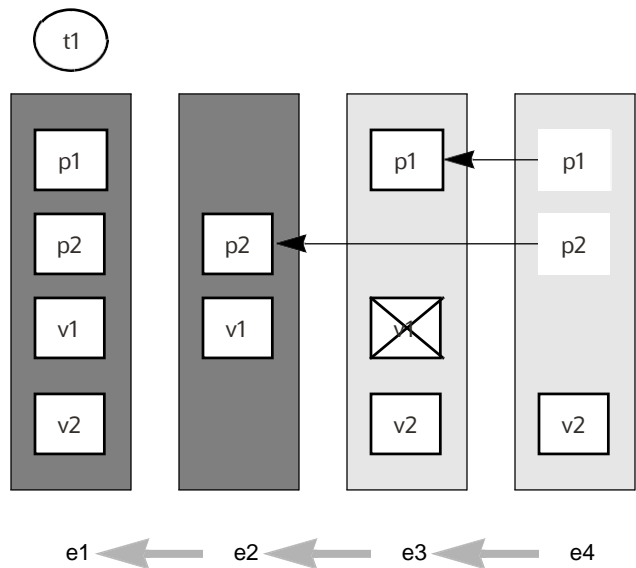 t1
p1 p1 p1
p2 p2 p2
v1 v1 v1
v2 v2 v2
e1 e2 e3 e4